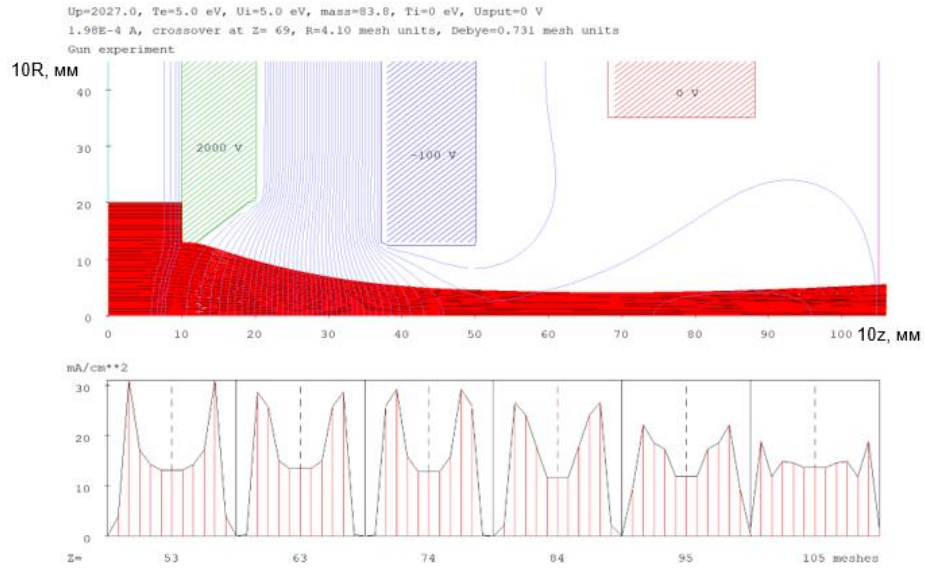 Up=2027.0, Te=5.0 eV, Ui=5.0 eV, mass=83.8, Ti=0 eV, Usput=0 V
1.98E-4 A, crossover at Z= 69, R=4.10 mesh units, Debye=0.731 mesh units
Gun experiment
10R, мм
40
30
20
10
0
2000 V
-100 V
0 V
0 10 20 30 40 50 60 70 80 90 100 10z, мм
mA/cm**2
30
20
10
0
Z= 53 63 74 84 95 105 meshes